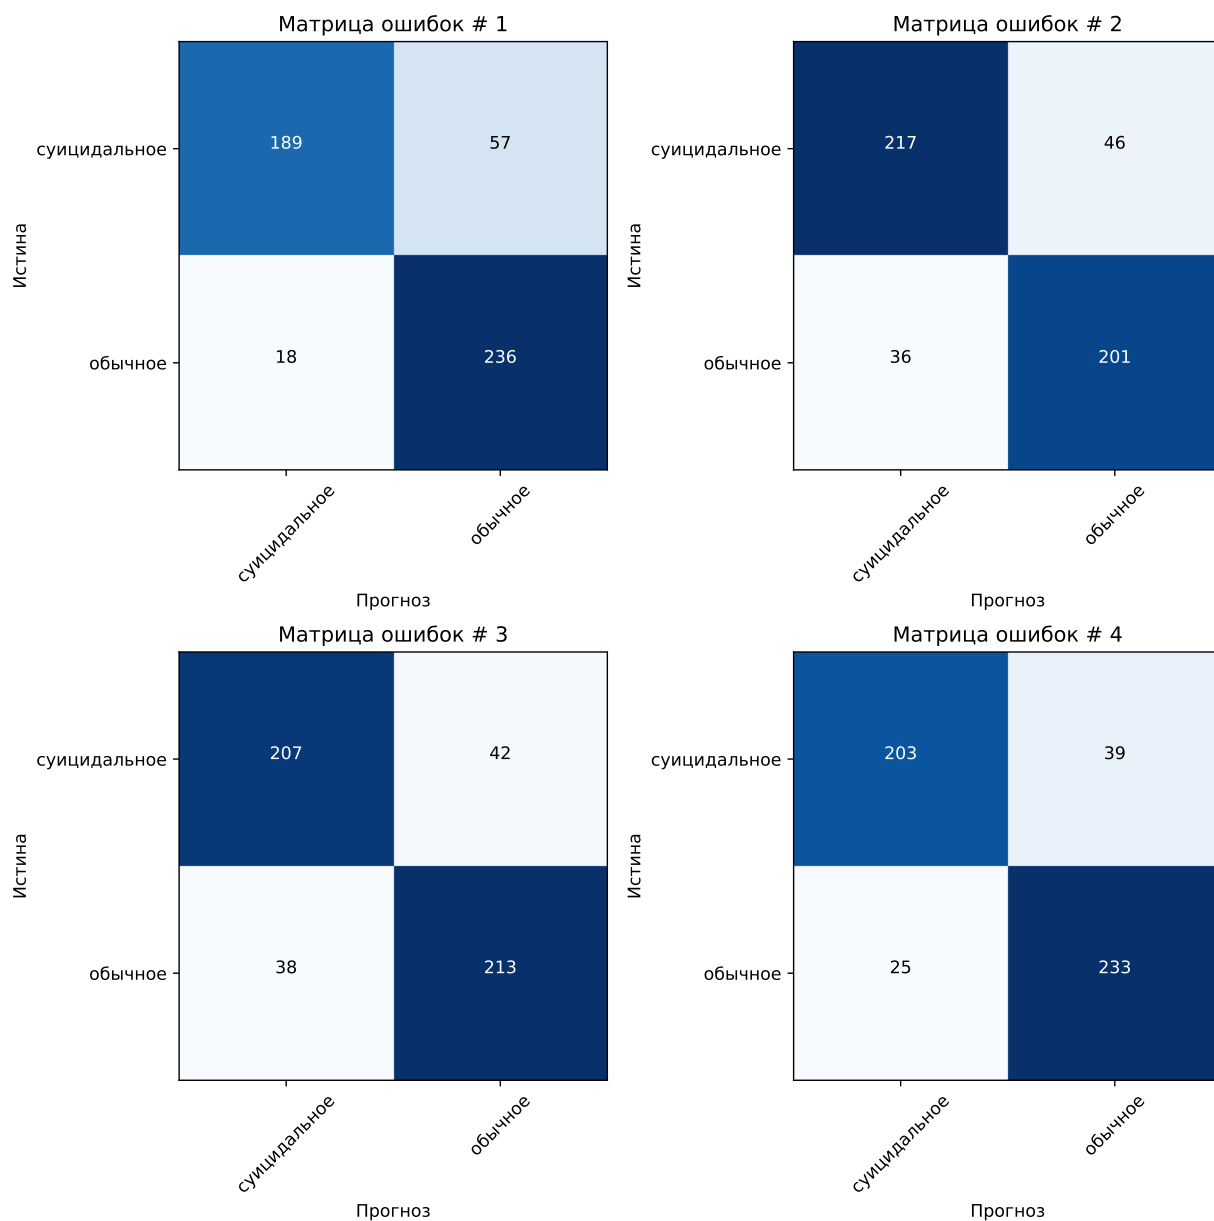 Матрица ошибок # 1
суицидальное
189
57
Истина
обычное
18
236
суицидальное
обычное
Прогноз
Матрица ошибок # 2
суицидальное
217
46
Истина
обычное
36
201
суицидальное
обычное
Прогноз
Матрица ошибок # 3
суицидальное
207
42
Истина
обычное
38
213
суицидальное
обычное
Прогноз
Матрица ошибок # 4
суицидальное
203
39
Истина
обычное
25
233
суицидальное
обычное
Прогноз